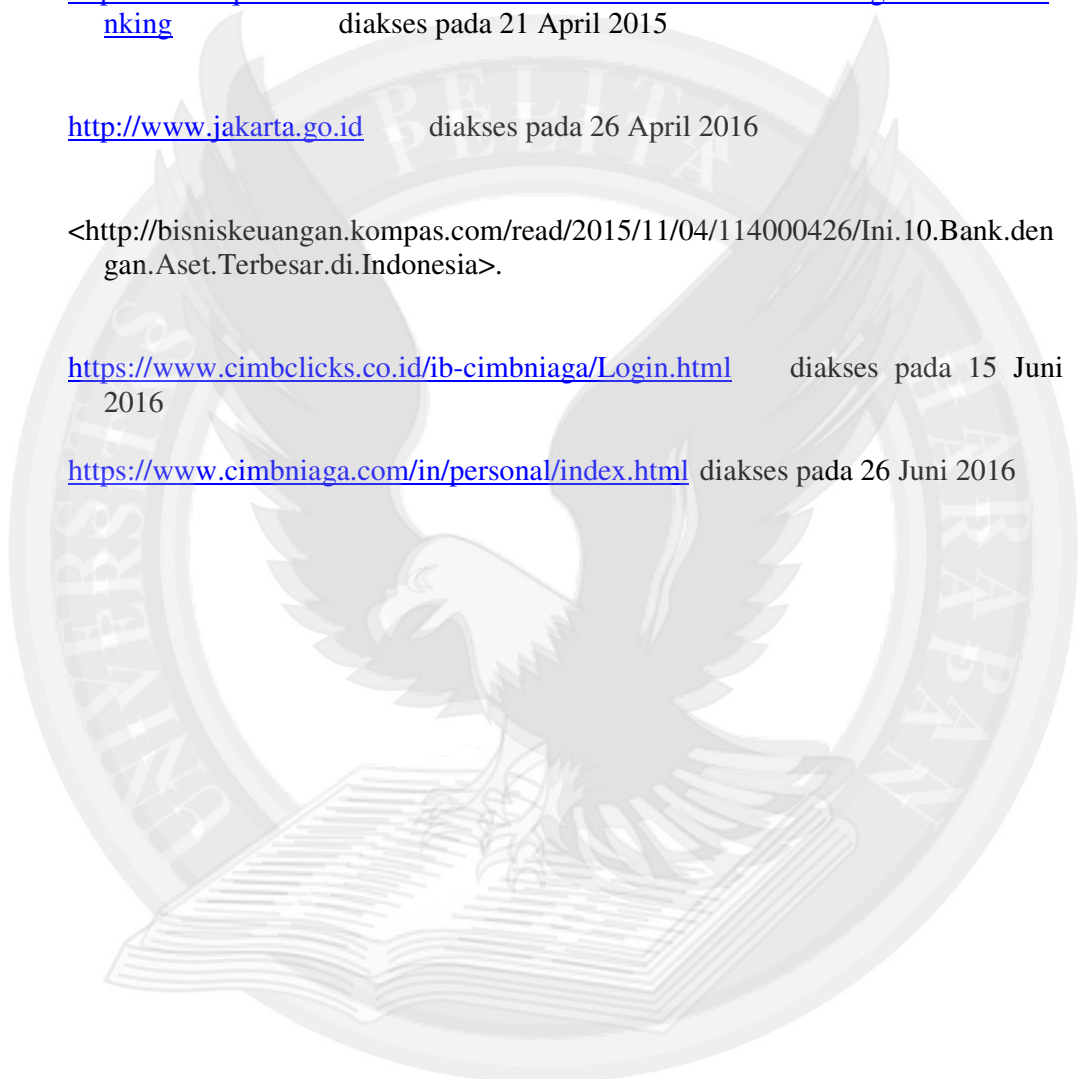 nking diakses pada 21 April 2015
http://www.jakarta.go.id diakses pada 26 April 2016
<http://bisniskeuangan.kompas.com/read/2015/11/04/114000426/Ini.10.Bank.den
gan.Aset.Terbesar.di.Indonesia>.
https://www.cimbclicks.co.id/ib-cimbniaga/Login.html diakses pada 15 Juni
2016
https://www.cimbniaga.com/in/personal/index.html diakses pada 26 Juni 2016
UNIVERSITAS PELITA HARAPAN